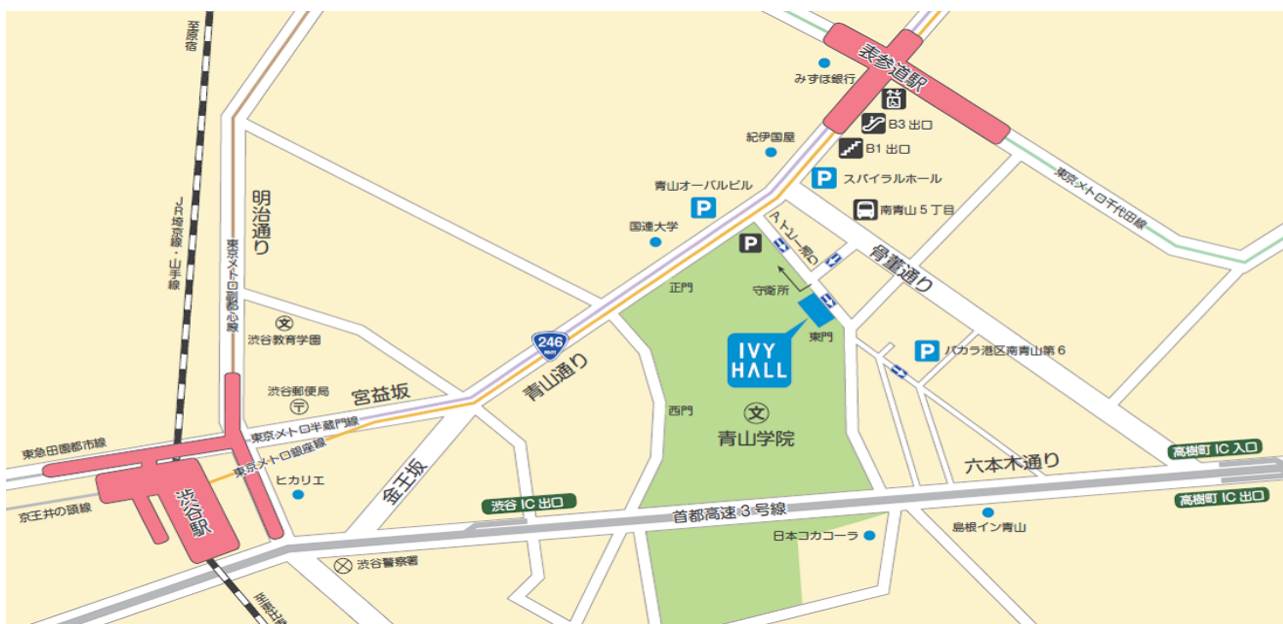 至原宿
表参道駅
みずほ銀行
B3 出口
B1 出口
紀伊国屋
P
スパイラルホール
東京メトロ千代田線
青山オーバルビル
P
南青山5丁目
国連大学
Aトビー通り
P
骨董通り
明治通り
JR埼京線・山手線
東京メトロ副都心線
正門
守衛所
東門
文
渋谷教育学園
246
青山通り
IVY
HALL
P
バカラ港区南青山第6
渋谷郵便局
宮益坂
西門
文
青山学院
東急田園都市線
東京メトロ半蔵門線
東京メトロ銀座線
高樹町 IC 入口
六本木通り
ヒカリエ
金王坂
渋谷 IC 出口
高樹町 IC 出口
京王井の頭線
渋谷駅
首都高速3号線
島根イン青山
日本コカコーラ
渋谷警察署